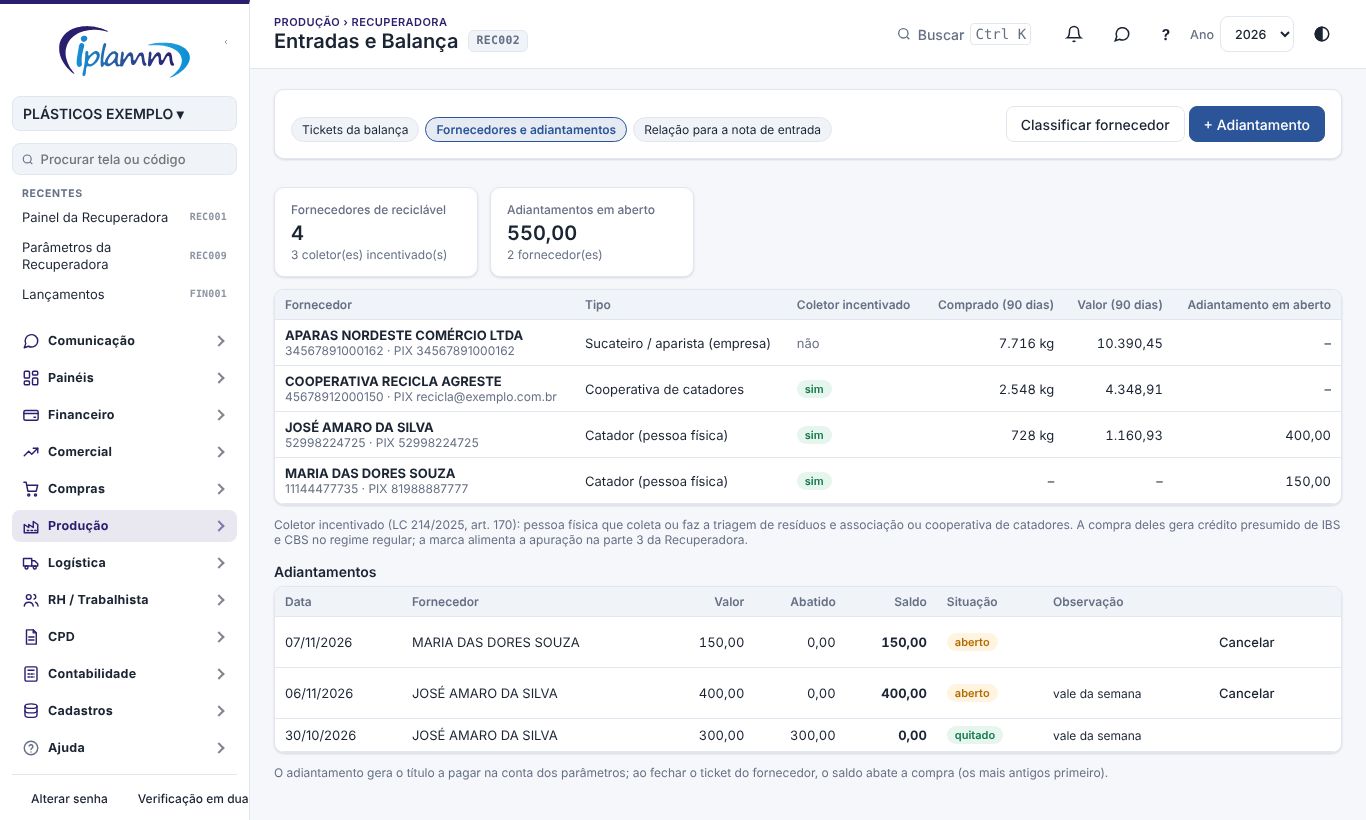 iplamm
PLÁSTICOS EXEMPLO ▾
Procurar tela ou código
RECENTES
Painel da Recuperadora REC001
Parâmetros da Recuperadora REC009
Lançamentos FIN001
Comunicação
Painéis
Financeiro
Comercial
Compras
Produção
Logística
RH / Trabalhista
CPD
Contabilidade
Cadastros
Ajuda
Alterar senha Verificação em dua
PRODUÇÃO › RECUPERADORA
Entradas e Balança REC002
Buscar Ctrl K ? Ano 2026
Tickets da balança Fornecedores e adiantamentos Relação para a nota de entrada Classificar fornecedor + Adiantamento
Fornecedores de reciclável
4
3 coletor(es) incentivado(s)
Adiantamentos em aberto
550,00
2 fornecedor(es)
Fornecedor Tipo Coletor incentivado Comprado (90 dias) Valor (90 dias) Adiantamento em aberto
APARAS NORDESTE COMÉRCIO LTDA
34567891000162 · PIX 34567891000162
Sucateiro / aparista (empresa) não 7.716 kg 10.390,45 –
COOPERATIVA RECICLA AGRESTE
45678912000150 · PIX recicla@exemplo.com.br
Cooperativa de catadores sim 2.548 kg 4.348,91 –
JOSÉ AMARO DA SILVA
52998224725 · PIX 52998224725
Catador (pessoa física) sim 728 kg 1.160,93 400,00
MARIA DAS DORES SOUZA
11144477735 · PIX 81988887777
Catador (pessoa física) sim – – 150,00
Coletor incentivado (LC 214/2025, art. 170): pessoa física que coleta ou faz a triagem de resíduos e associação ou cooperativa de catadores. A compra deles gera crédito presumido de IBS
e CBS no regime regular; a marca alimenta a apuração na parte 3 da Recuperadora.
Adiantamentos
Data Fornecedor Valor Abatido Saldo Situação Observação
07/11/2026 MARIA DAS DORES SOUZA 150,00 0,00 150,00 aberto Cancelar
06/11/2026 JOSÉ AMARO DA SILVA 400,00 0,00 400,00 aberto vale da semana Cancelar
30/10/2026 JOSÉ AMARO DA SILVA 300,00 300,00 0,00 quitado vale da semana
O adiantamento gera o título a pagar na conta dos parâmetros; ao fechar o ticket do fornecedor, o saldo abate a compra (os mais antigos primeiro).